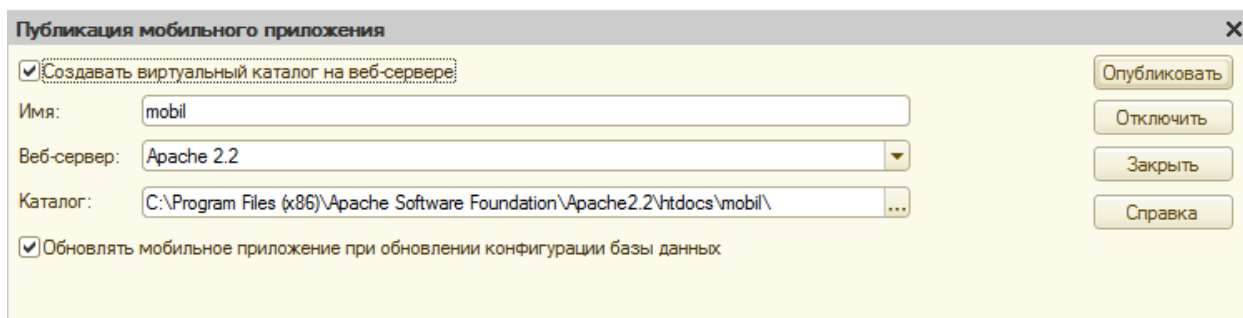 Публикация мобильного приложения
Создавать виртуальный каталог на веб-сервере
Опубликовать
Имя: mobil
Отключить
Веб-сервер: Apache 2.2
Закрыть
Каталог: C:\Program Files (x86)\Apache Software Foundation\Apache2.2\htdocs\mobil\ ...
Справка
Обновлять мобильное приложение при обновлении конфигурации базы данных